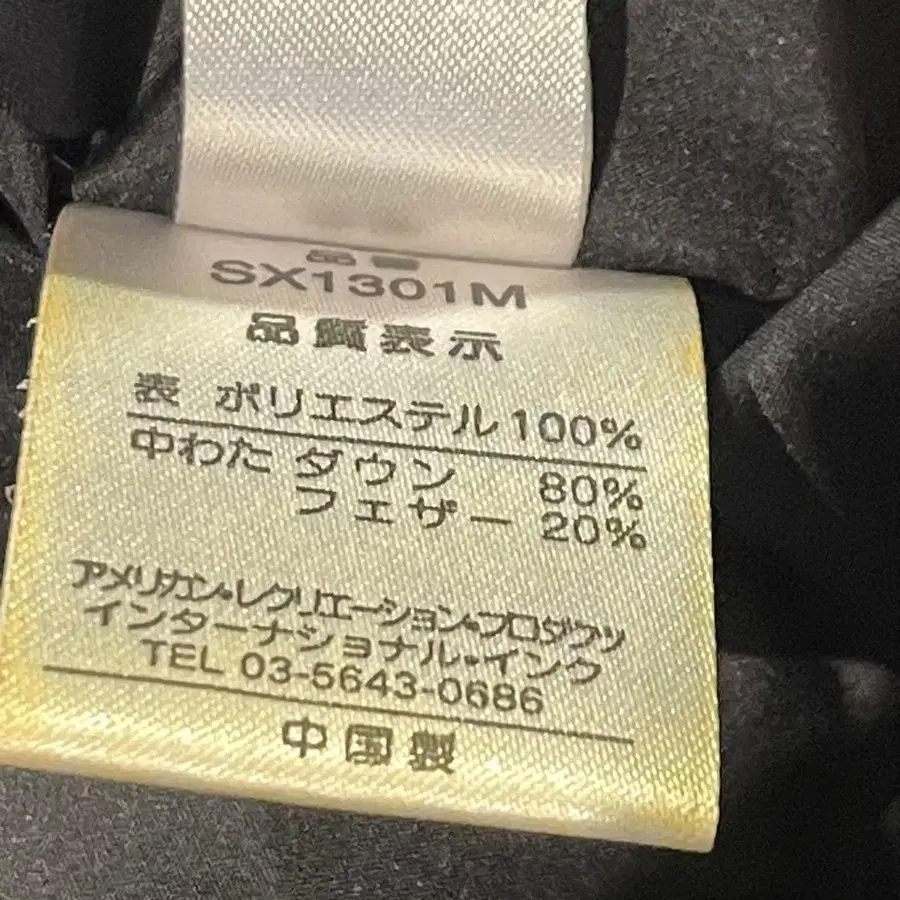 品番
SX1301M
品質表示
表 ポリエステル 100%
中わた ダウン 80%
フェザー 20%
アメリカン・レクリエーション・プロダクツ
インターナショナル・インク
TEL 03-5643-0686
中国製